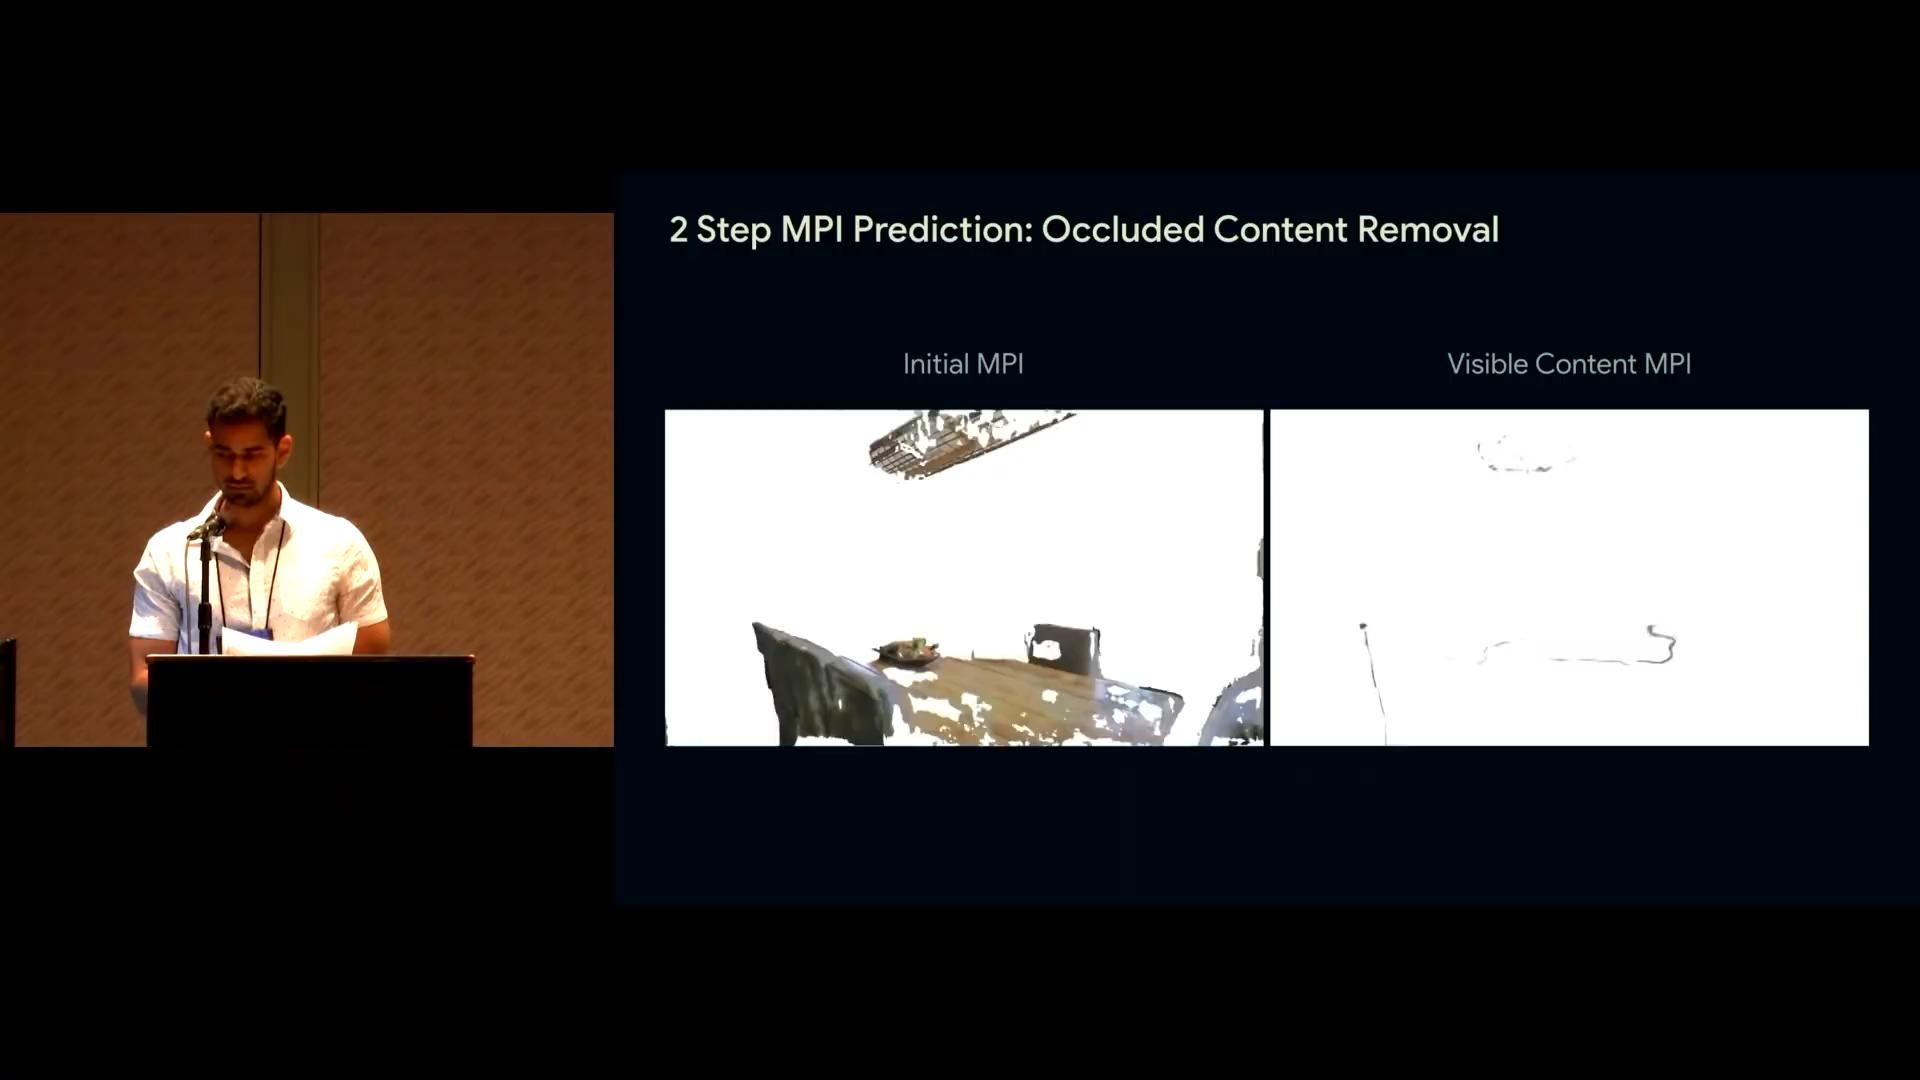 2 Step MPI Prediction: Occluded Content Removal
Initial MPI
Visible Content MPI